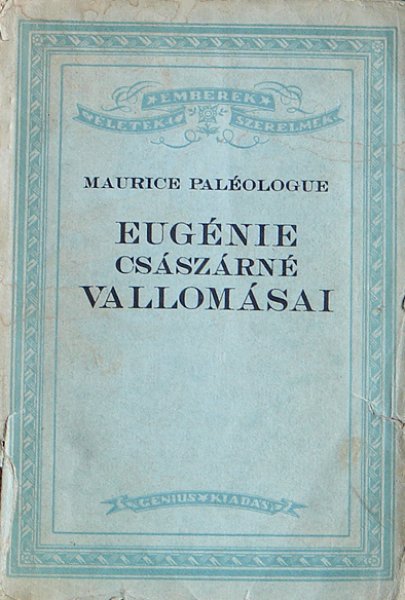 EMBEREK
ÉLETEK SZERELMEK
MAURICE PALÉOLOGUE
EUGÉNIE
CSÁSZÁRNÉ
VALLOMÁSAI
GENIUS KIADÁS